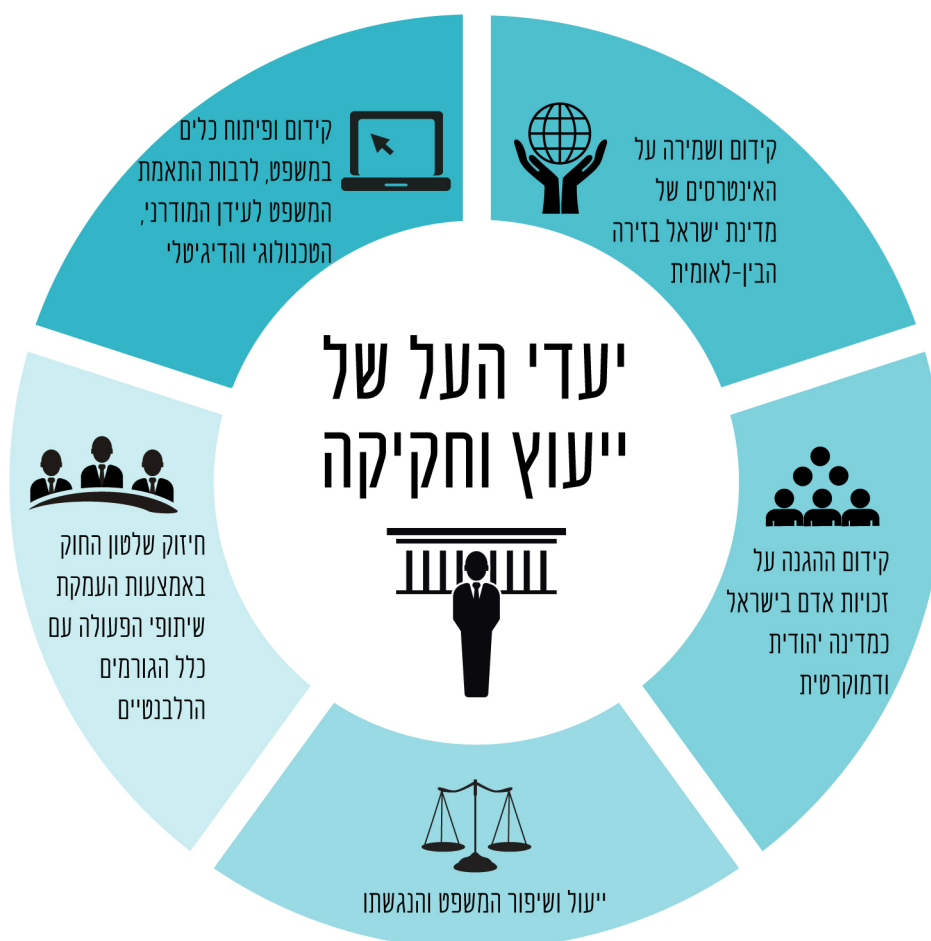 יעדי העל של
ייעוץ וחקיקה
קידום ושמירה על
האינטרסים של
מדינת ישראל בזירה
הבין-לאומית
קידום ההגנה על
זכויות אדם בישראל
כמדינה יהודית
ודמוקרטית
ייעול ושיפור המשפט והנגשתו
חיזוק שלטון החוק
באמצעות העמקת
שיתופי הפעולה עם
כלל הגורמים
הרלבנטיים
קידום ופיתוח כלים
במשפט, לרבות התאמת
המשפט לעידן המודרני,
הטכנולוגי והדיגיטלי